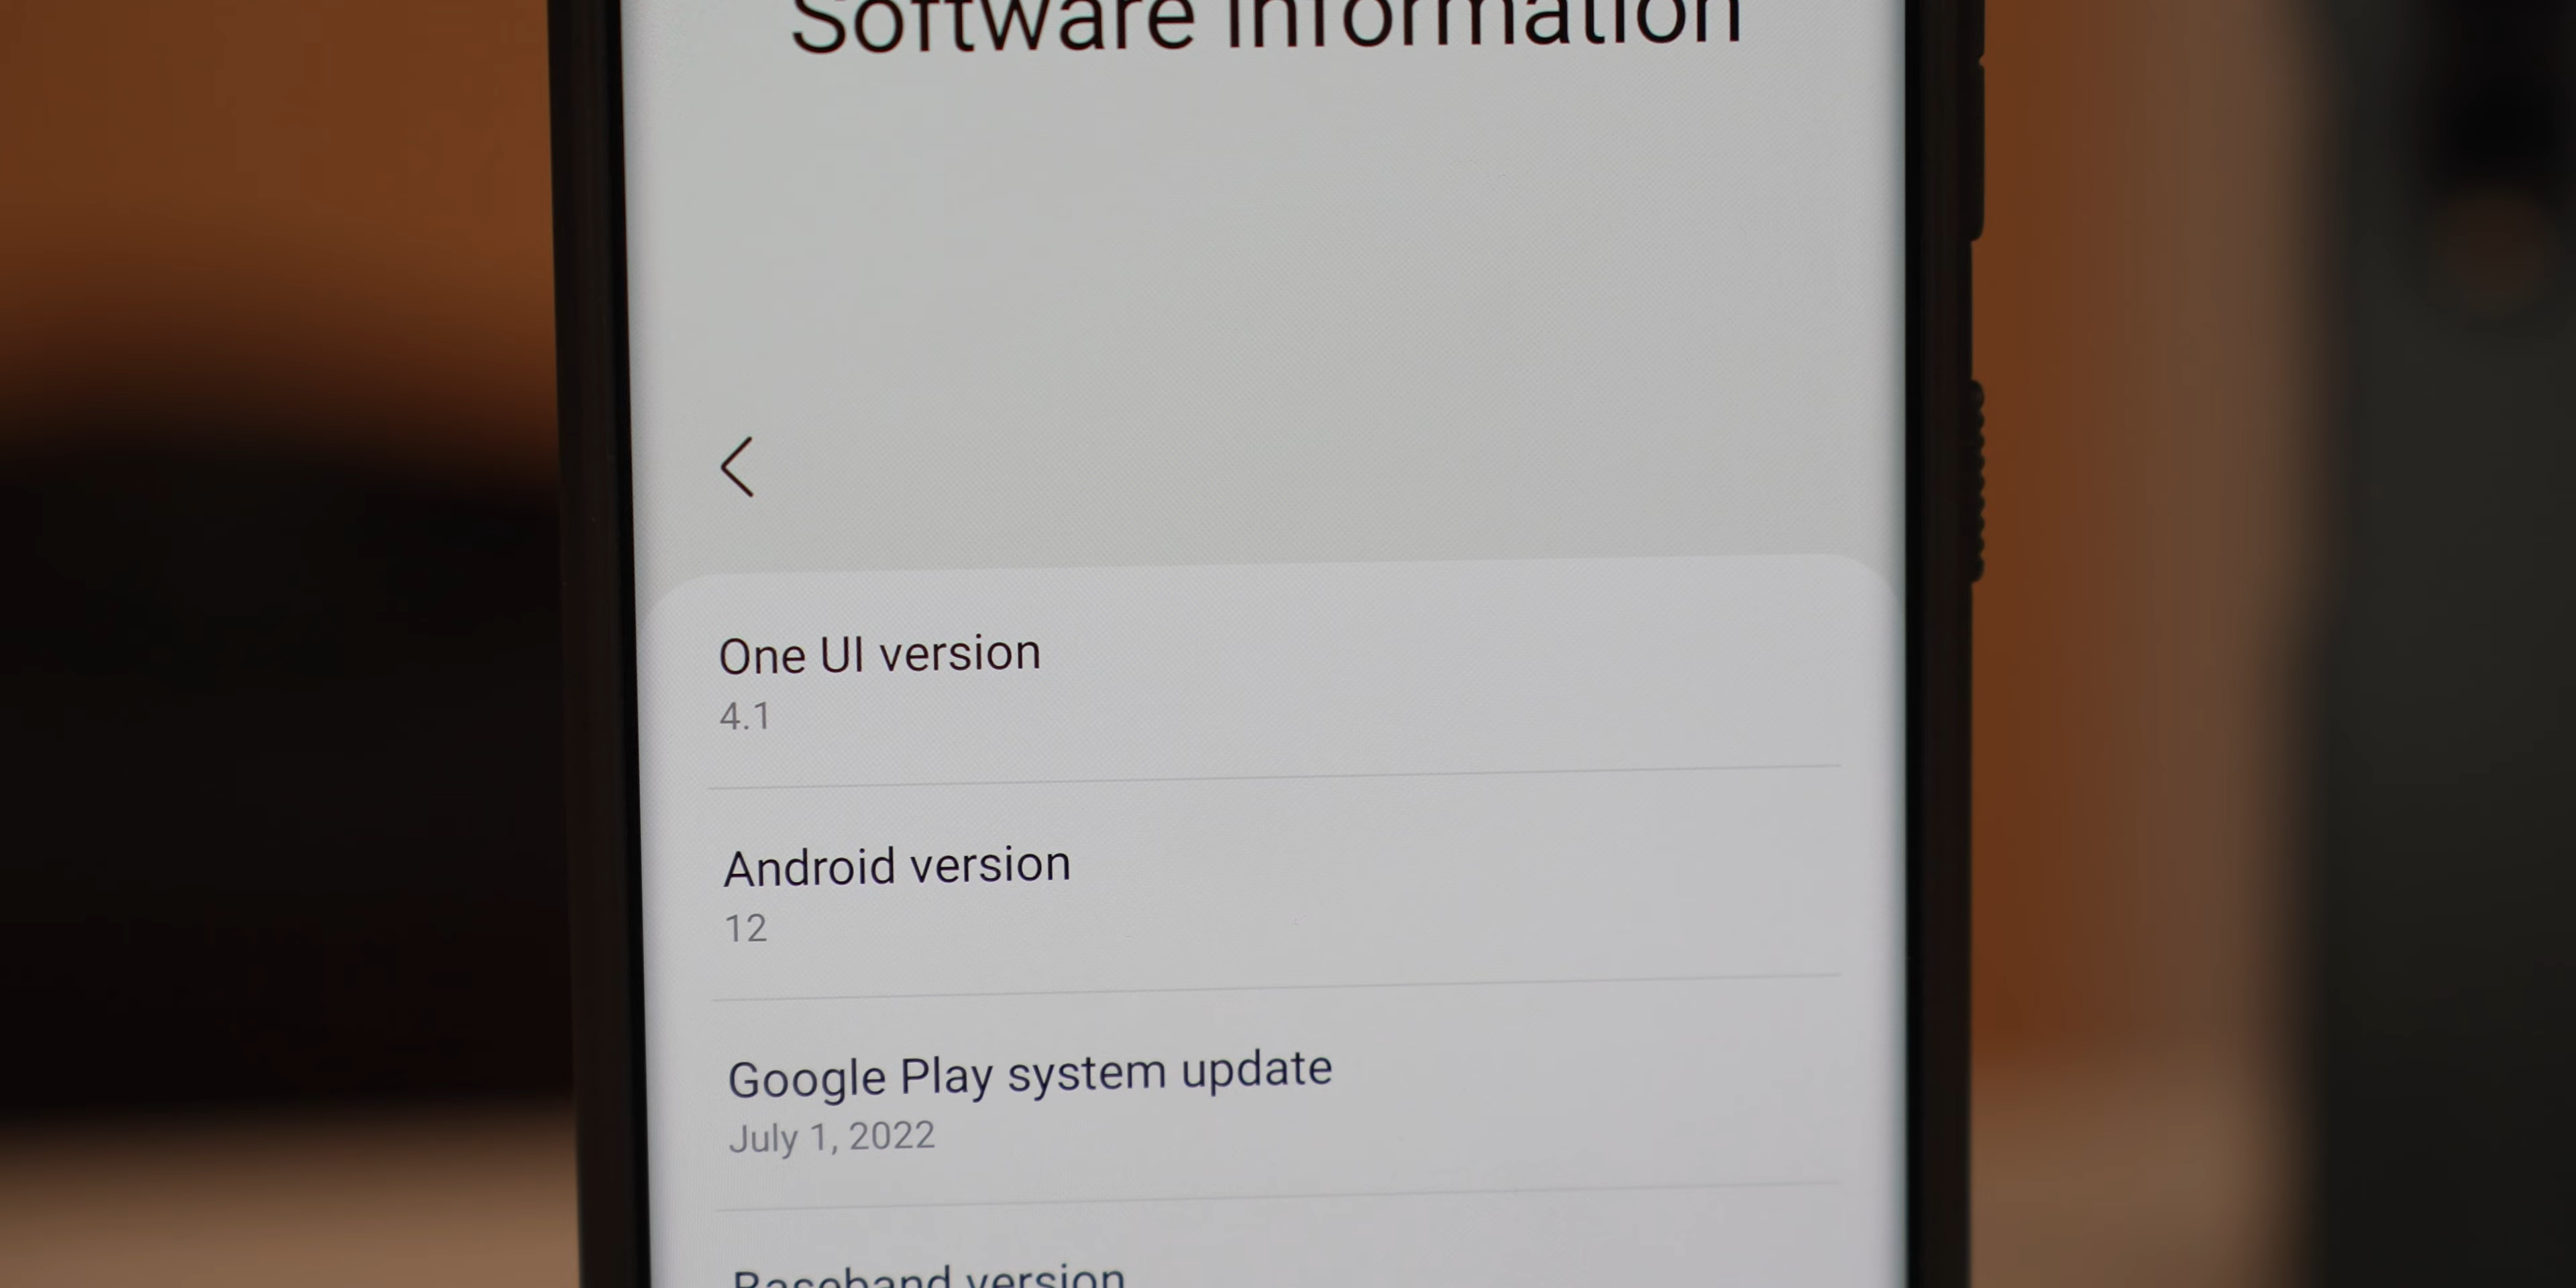 Software information
One UI version
4.1
Android version
12
Google Play system update
July 1, 2022
Baseband version